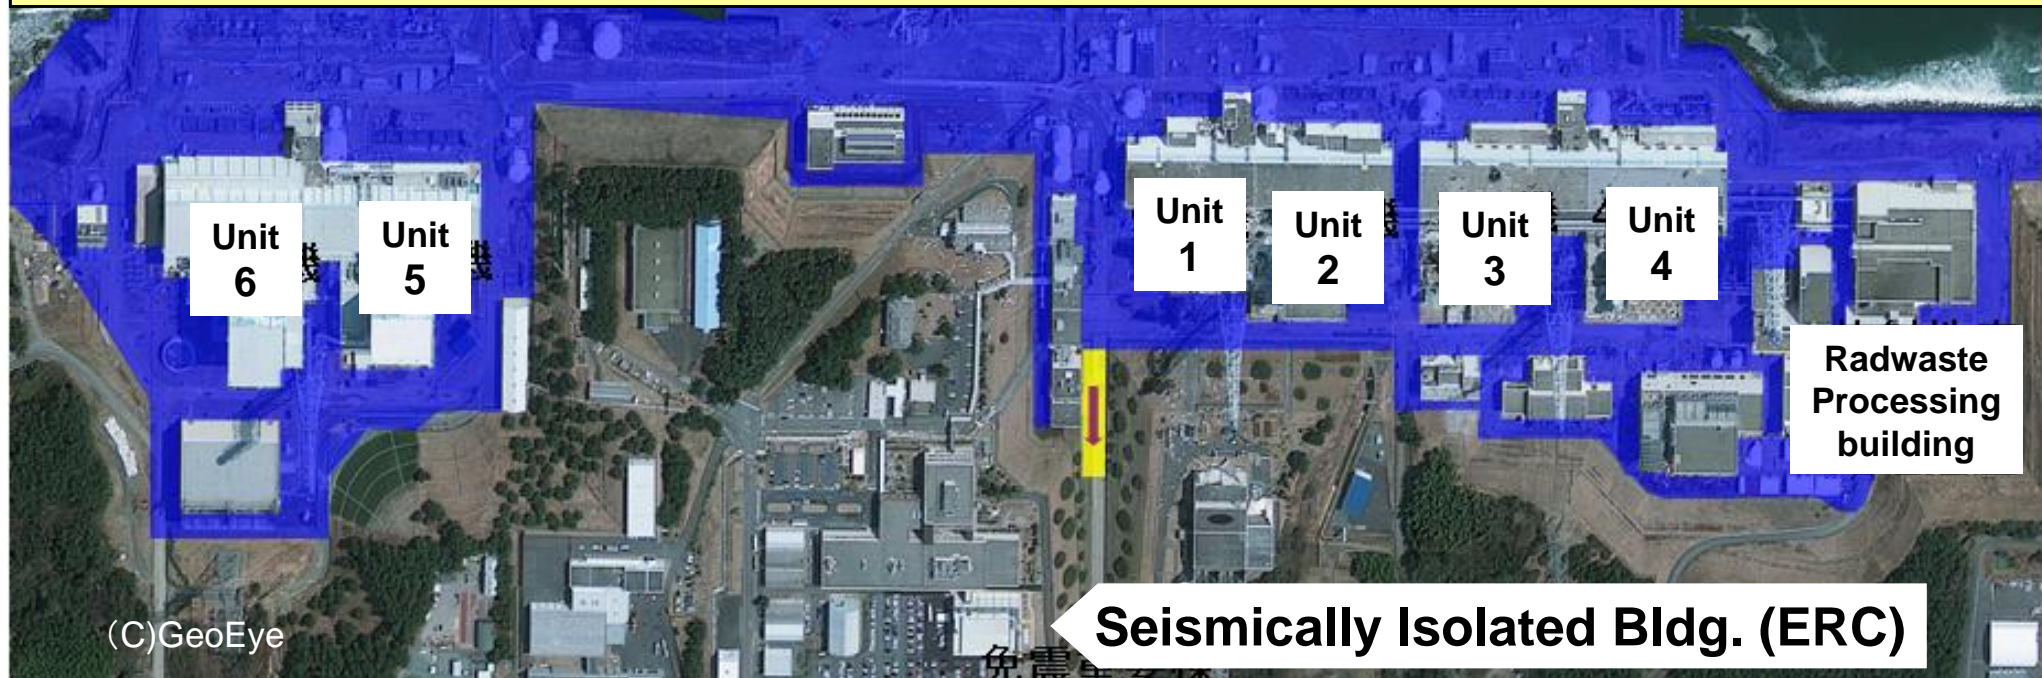 Unit
6
Unit
5
Unit
1
Unit
2
Unit
3
Unit
4
Radwaste
Processing
building
Seismically Isolated Bldg. (ERC)
(C)GeoEye